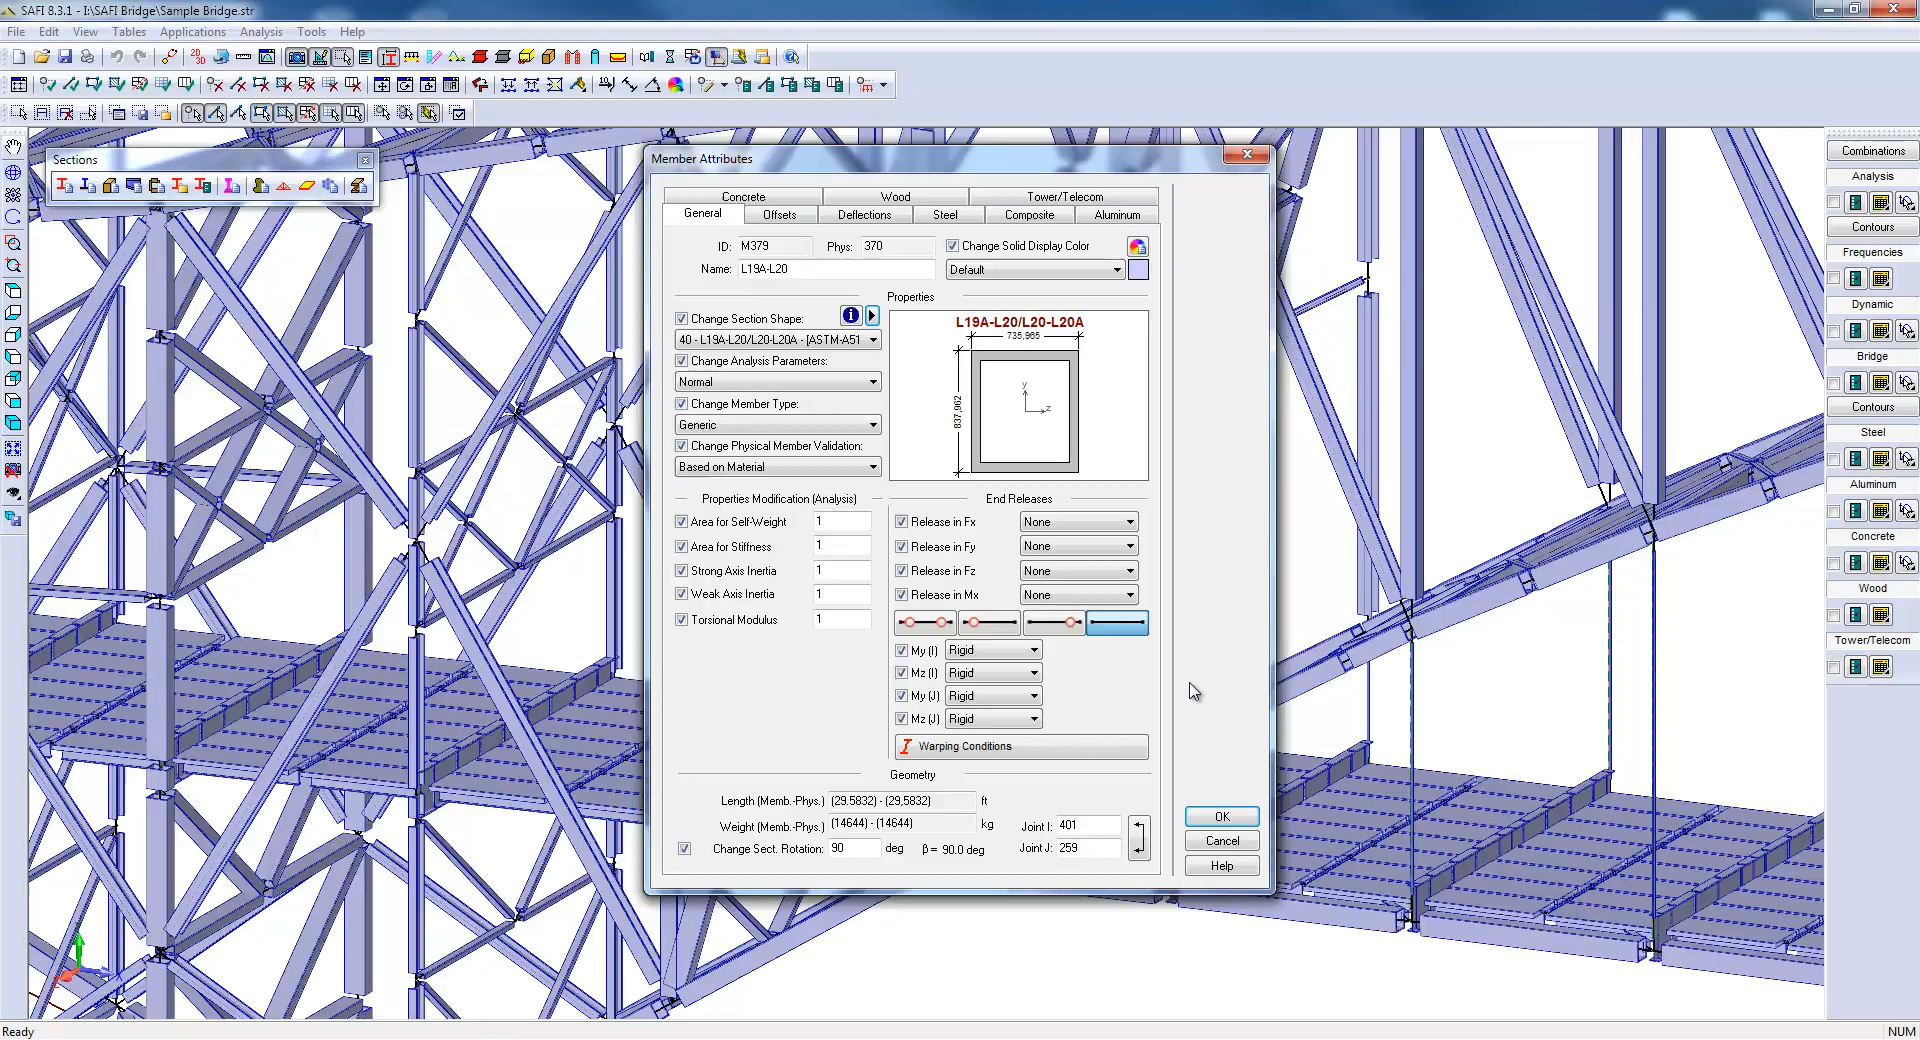 SAFI 8.3.1 - I:\SAFI Bridge\Sample Bridge.str
File Edit View Tables Applications Analysis Tools Help
Sections
Member Attributes
Concrete Wood Tower/Telecom
General Offsets Deflections Steel Composite Aluminum
ID: M379 Phys: 370 Change Solid Display Color
Name: L19A-L20 Default
Properties
Change Section Shape:
40 - L19A-L20/L20-L20A - [ASTM-A51
Change Analysis Parameters:
Normal
Change Member Type:
Generic
Change Physical Member Validation:
Based on Material
L19A-L20/L20-L20A
735,965
837,962
y
z
Properties Modification (Analysis)
Area for Self-Weight 1
Area for Stiffness 1
Strong Axis Inertia 1
Weak Axis Inertia 1
Torsional Modulus 1
End Releases
Release in Fx None
Release in Fy None
Release in Fz None
Release in Mx None
My (I) Rigid
Mz (I) Rigid
My (J) Rigid
Mz (J) Rigid
Warping Conditions
Geometry
Length (Memb.-Phys.) (29.5832) - (29,5832) ft
Weight (Memb.-Phys.) (14644) - (14644) kg
Change Sect. Rotation: 90 deg β = 90.0 deg
Joint I: 401
Joint J: 259
OK
Cancel
Help
Combinations
Analysis
Contours
Frequencies
Dynamic
Bridge
Contours
Steel
Aluminum
Concrete
Wood
Tower/Telecom
Ready NUM